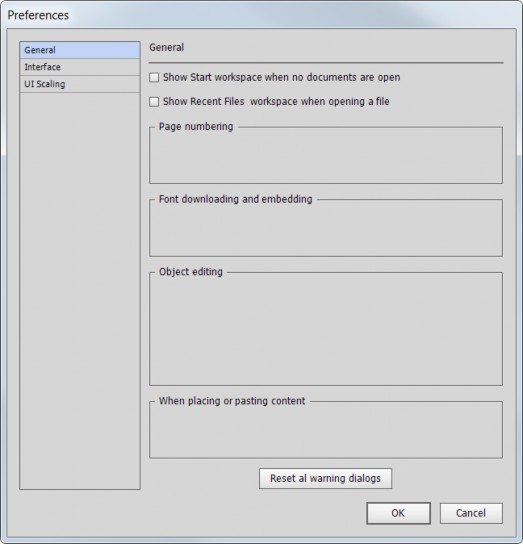 Preferences
General
Interface
UI Scaling
General
Show Start workspace when no documents are open
Show Recent Files  workspace when opening a file
Page numbering
Font downloading and embedding
Object editing
When placing or pasting content
Reset al warning dialogs
OK
Cancel